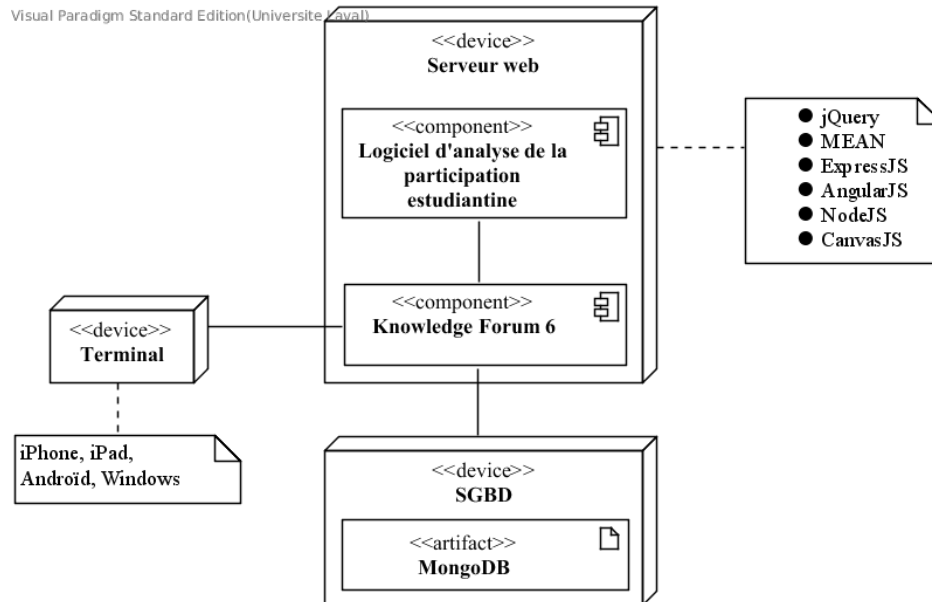 Visual Paradigm Standard Edition(Universite Laval)
<<device>>
Serveur web
<<component>>
Logiciel d'analyse de la
participation
estudiantine
jQuery
MEAN
ExpressJS
AngularJS
NodeJS
CanvasJS
<<component>>
Knowledge Forum 6
<<device>>
Terminal
iPhone, iPad,
Androïd, Windows
<<device>>
SGBD
<<artifact>>
MongoDB